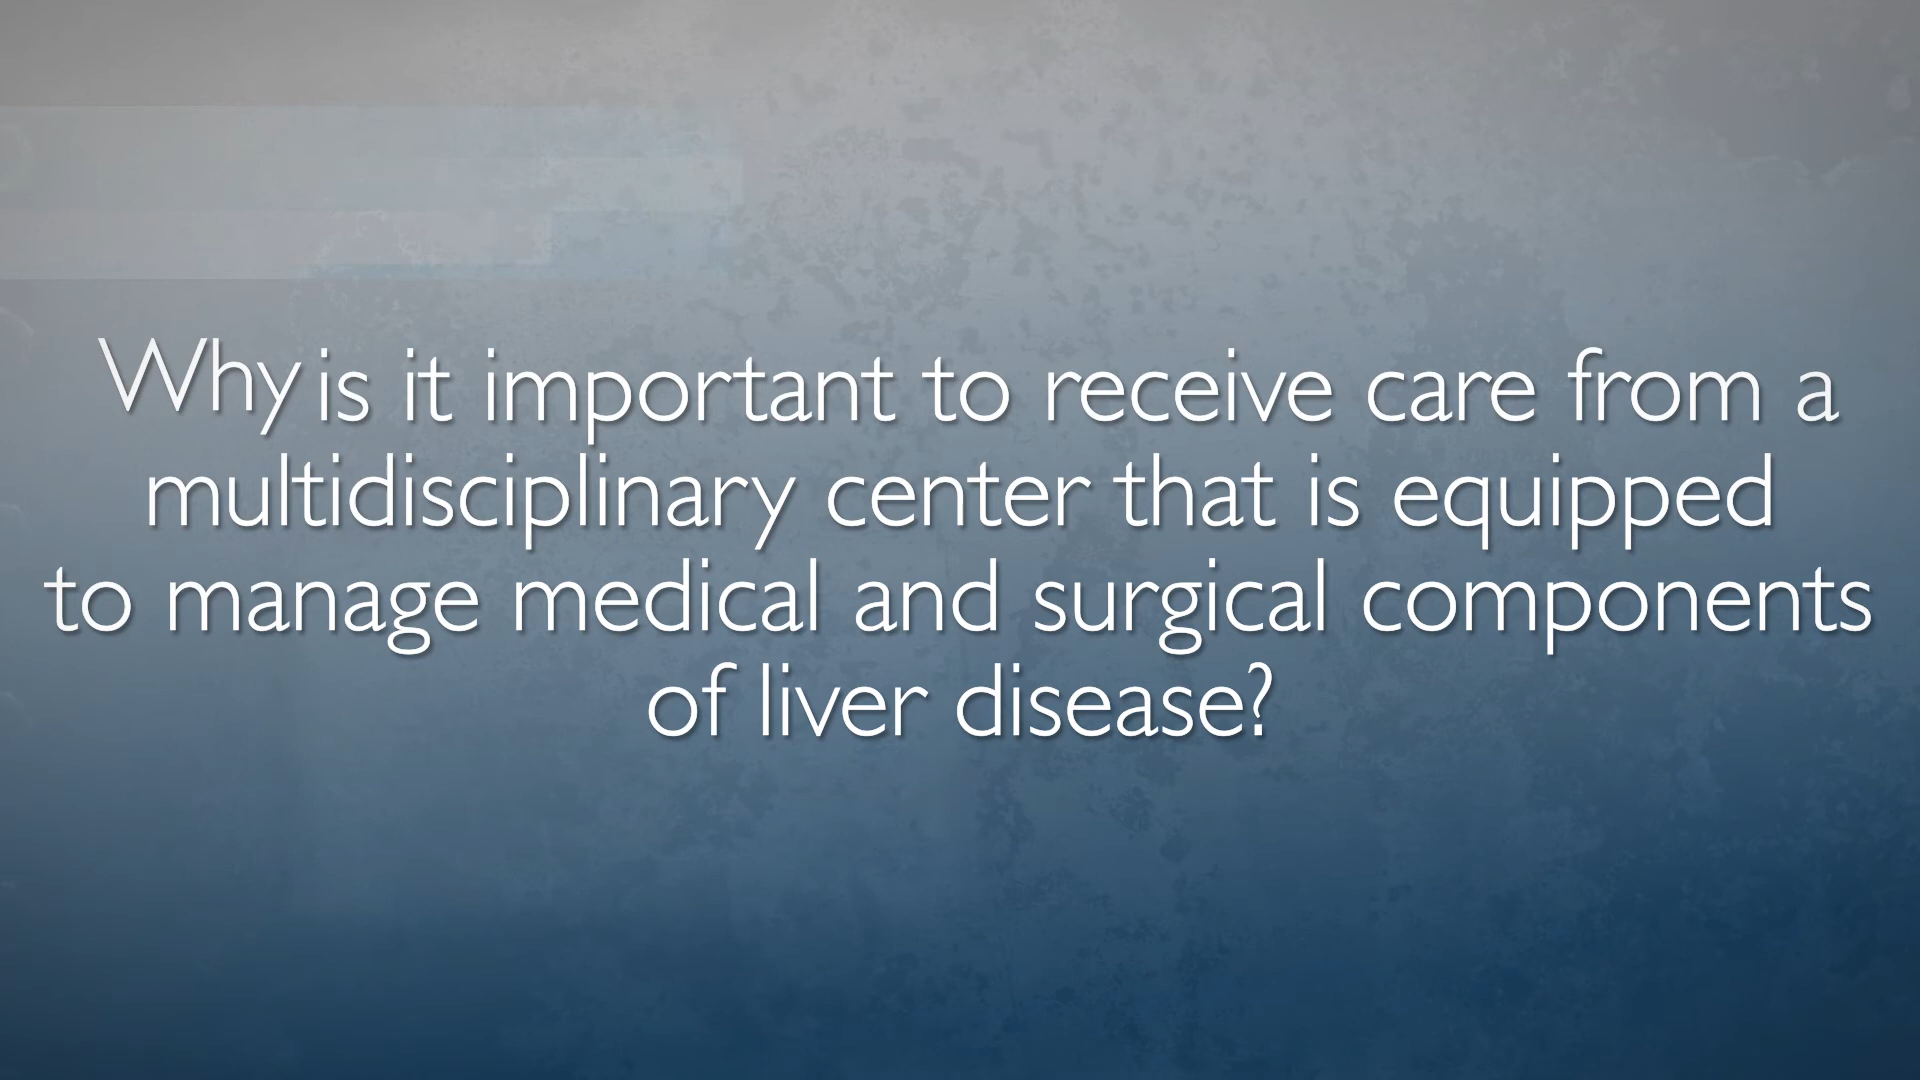 Why is it important to receive care from a
multidisciplinary center that is equipped
to manage medical and surgical components
of liver disease?